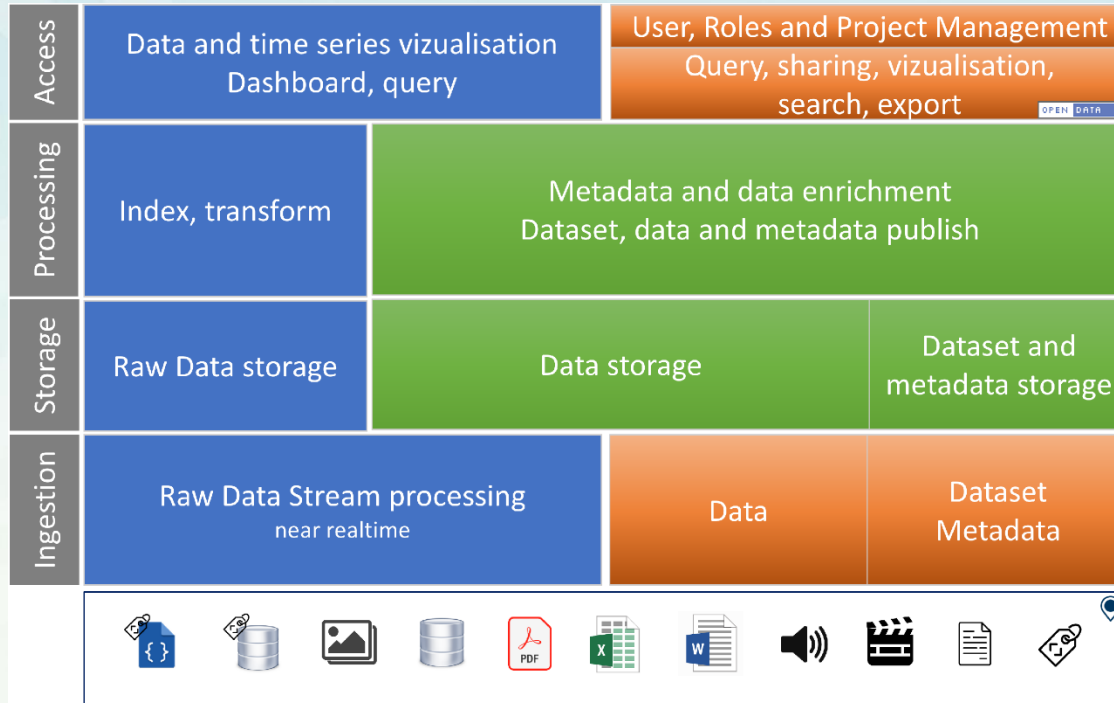 Access
Data and time series vizualisation
Dashboard, query
User, Roles and Project Management
Query, sharing, vizualisation,
search, export
OPEN DATA
Processing
Index, transform
Metadata and data enrichment
Dataset, data and metadata publish
Storage
Raw Data storage
Data storage
Dataset and
metadata storage
Ingestion
Raw Data Stream processing
near realtime
Data
Dataset
Metadata
{ }
PDF
X
W